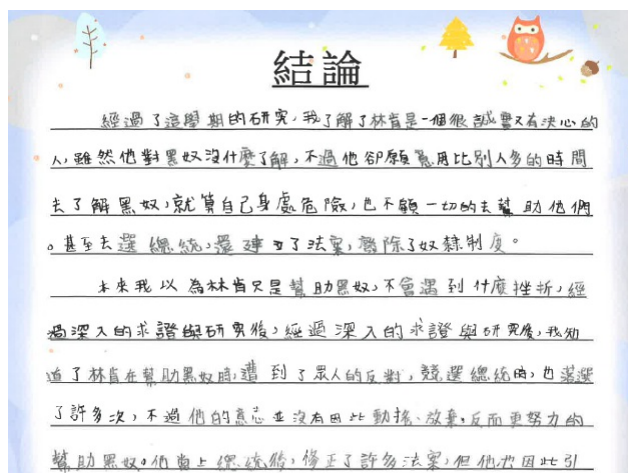 結論
經過了這學期的研究,我了解了林肯是一個很誠實又有決心的
人,雖然他對黑奴沒什麼了解,不過他卻願意用比別人多的時間
去了解黑奴,就算自己身處危險,也不顧一切的去幫助他們
。甚至去選總統,還建立了法案,廢除了奴隸制度。
本來我以為林肯只是幫助黑奴,不會遇到什麼挫折,經
過深入的求證與研究後,經過深入的求證與研究後,我知
道了林肯在幫助黑奴時,遭到了眾人的反對,競選總統時,也落選
了許多次,不過他的意志並沒有因此動搖、放棄,反而更努力的
幫助黑奴。他當上總統後,修正了許多法案,但他也因此引